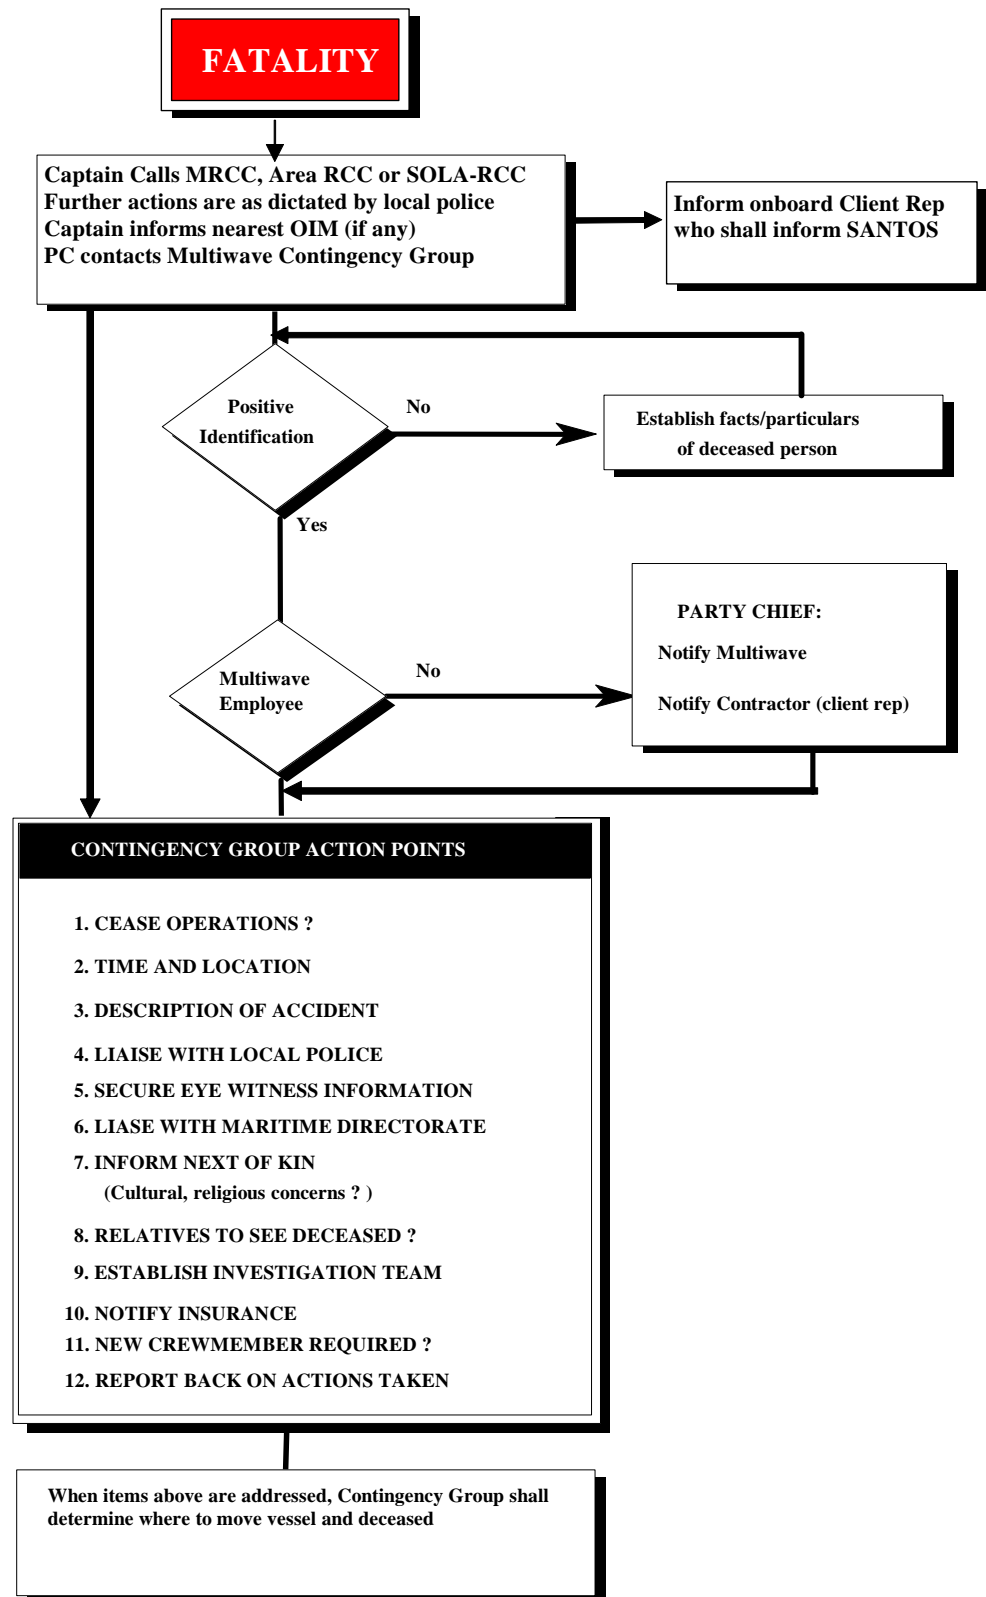 FATALITY
Captain Calls MRCC, Area RCC or SOLA-RCC
Further actions are as dictated by local police
Captain informs nearest OIM (if any)
PC contacts Multiwave Contingency Group
Inform onboard Client Rep
who shall inform SANTOS
Positive
Identification
No
Establish facts/particulars
of deceased person
Yes
Multiwave
Employee
No
PARTY CHIEF:
Notify Multiwave
Notify Contractor (client rep)
CONTINGENCY GROUP ACTION POINTS
1. CEASE OPERATIONS ?
2. TIME AND LOCATION
3. DESCRIPTION OF ACCIDENT
4. LIAISE WITH LOCAL POLICE
5. SECURE EYE WITNESS INFORMATION
6. LIASE WITH MARITIME DIRECTORATE
7. INFORM NEXT OF KIN
(Cultural, religious concerns ? )
8. RELATIVES TO SEE DECEASED ?
9. ESTABLISH INVESTIGATION TEAM
10. NOTIFY INSURANCE
11. NEW CREWMEMBER REQUIRED ?
12. REPORT BACK ON ACTIONS TAKEN
When items above are addressed, Contingency Group shall
determine where to move vessel and deceased